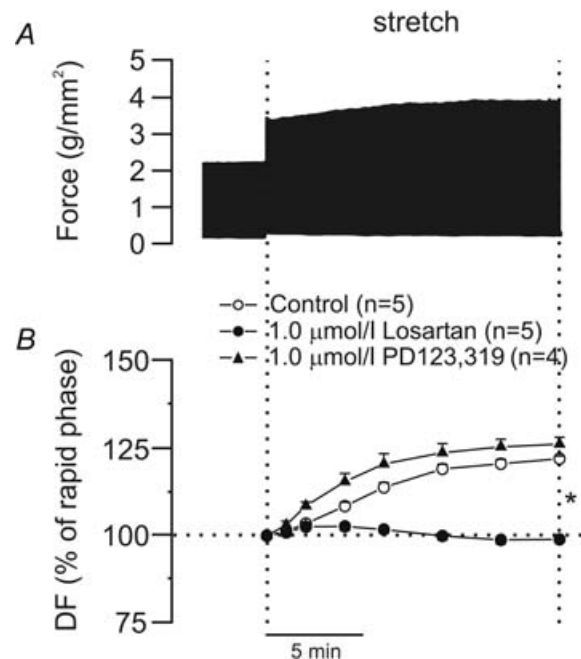 A
stretch
Force (g/mm²)
5
4
3
2
1
0
Control (n=5)
1.0 µmol/l Losartan (n=5)
1.0 µmol/l PD123,319 (n=4)
B
DF (% of rapid phase)
150
125
100
75
*
5 min